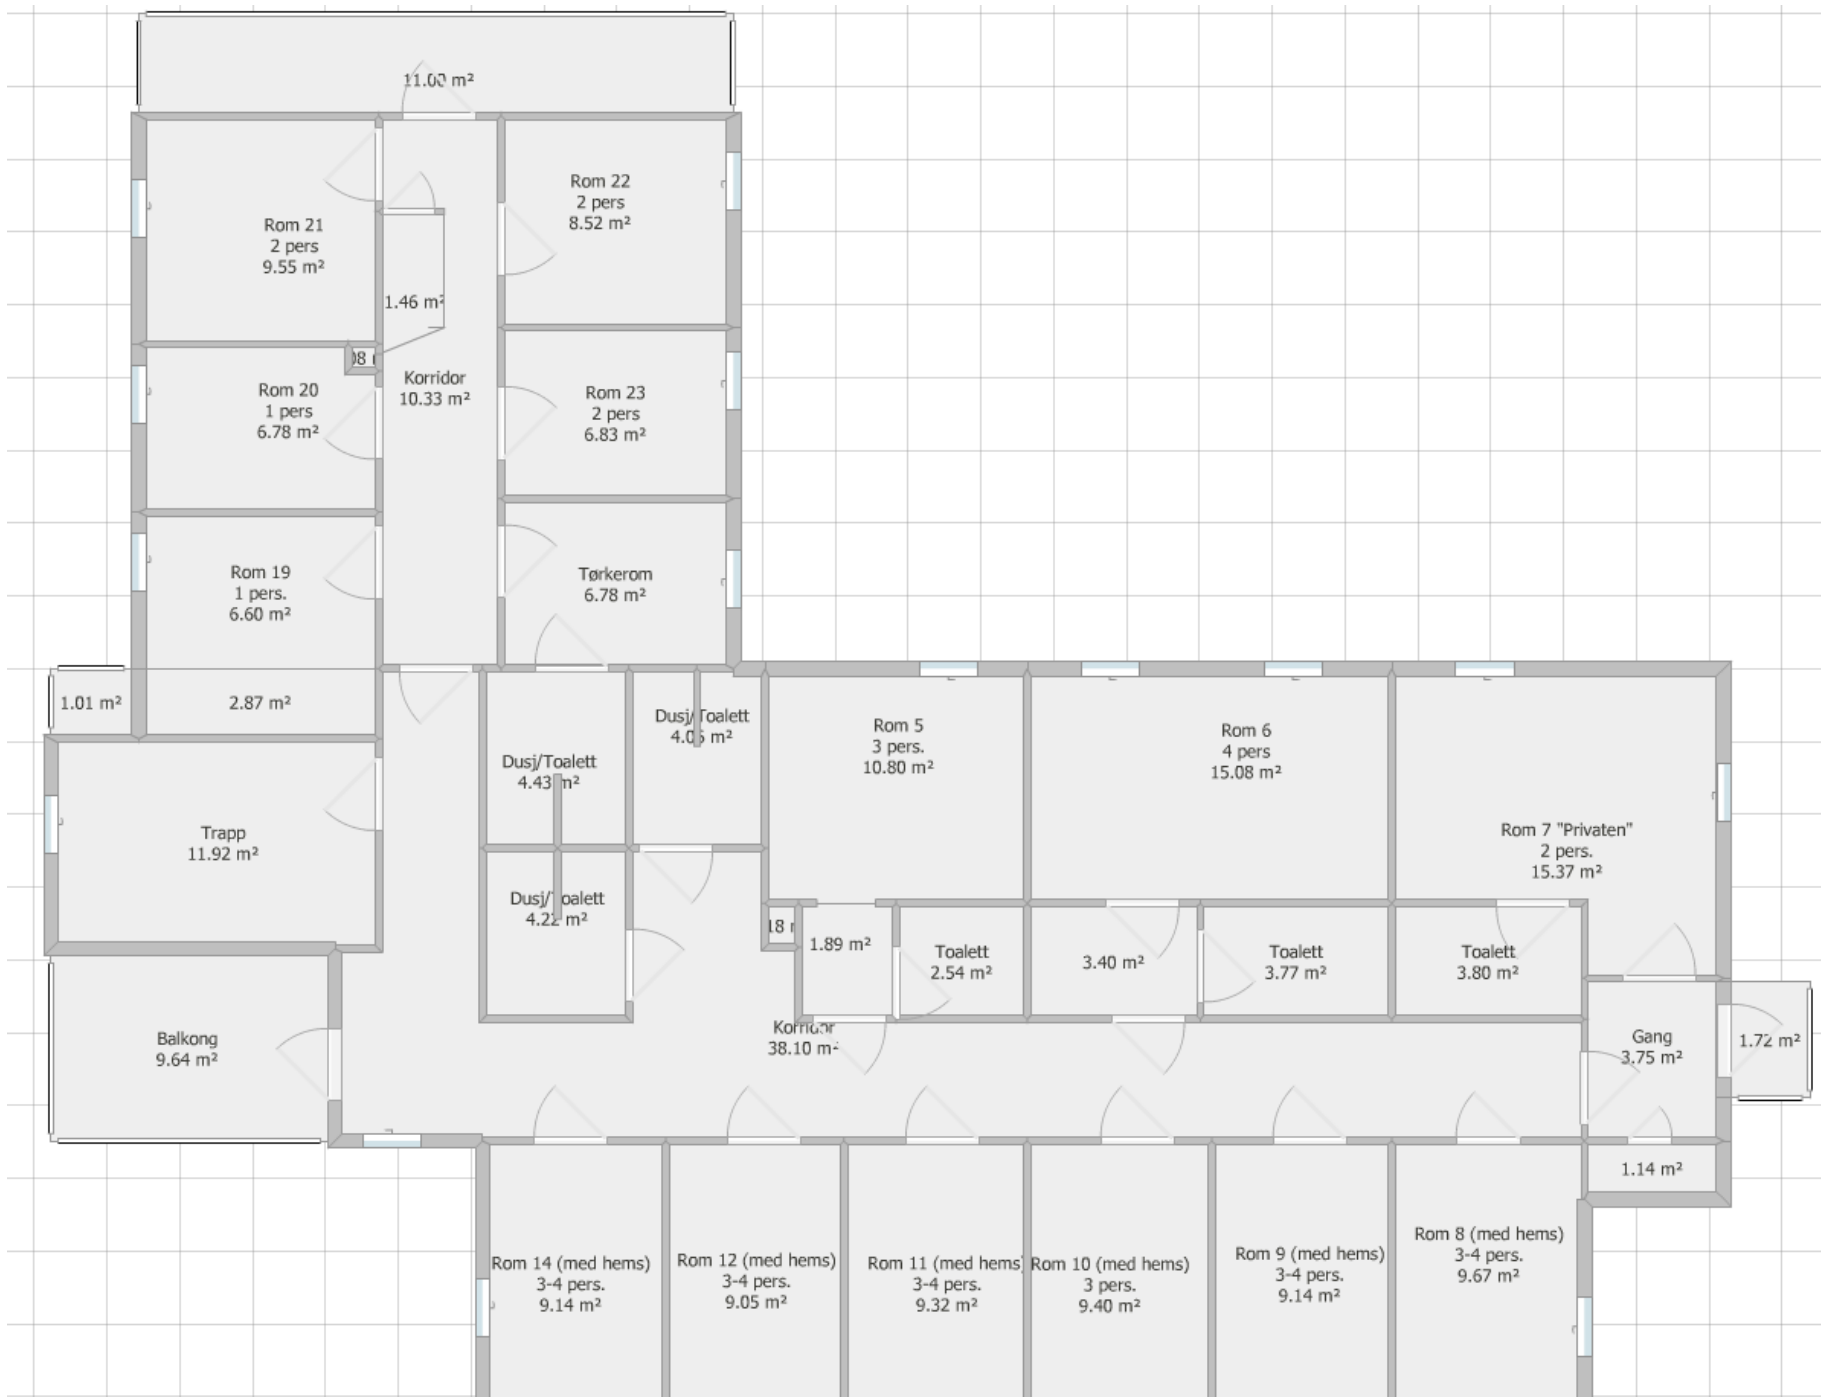 11.00 m²
Rom 21
2 pers
9.55 m²
Rom 22
2 pers
8.52 m²
1.46 m²
Rom 20
1 pers
6.78 m²
Korridor
10.33 m²
Rom 23
2 pers
6.83 m²
Rom 19
1 pers.
6.60 m²
Tørkerom
6.78 m²
1.01 m²
2.87 m²
Dusj/Toalett
4.43 m²
Dusj/Toalett
m²
Rom 5
3 pers.
10.80 m²
Rom 6
4 pers
15.08 m²
Rom 7 "Privaten"
2 pers.
15.37 m²
Trapp
11.92 m²
Dusj/Toalett
4.22 m²
1.89 m²
Toalett
2.54 m²
3.40 m²
Toalett
3.77 m²
Toalett
3.80 m²
Balkong
9.64 m²
Korridor
38.10 m²
Gang
3.75 m²
1.72 m²
1.14 m²
Rom 14 (med hems)
3-4 pers.
9.14 m²
Rom 12 (med hems)
3-4 pers.
9.05 m²
Rom 11 (med hems)
3-4 pers.
9.32 m²
Rom 10 (med hems)
3 pers.
9.40 m²
Rom 9 (med hems)
3-4 pers.
9.14 m²
Rom 8 (med hems)
3-4 pers.
9.67 m²